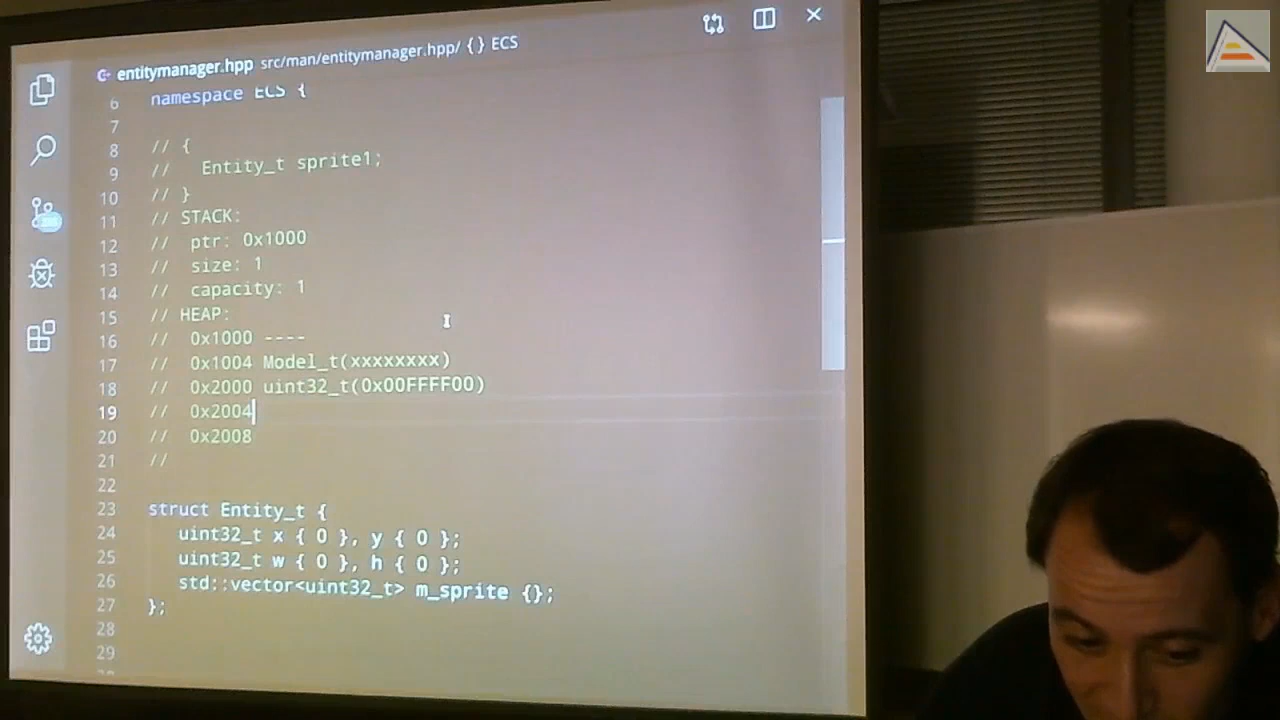 entitymanager.hpp src/man/entitymanager.hpp/ { } ECS
6 namespace ECS {
7
8 // {
9 // Entity_t sprite1;
10 // }
11 // STACK:
12 // ptr: 0x1000
13 // size: 1
14 // capacity: 1
15 // HEAP:
16 // 0x1000 ----
17 // 0x1004 Model_t(xxxxxxxx)
18 // 0x2000 uint32_t(0x00FFFF00)
19 // 0x2004
20 // 0x2008
21 //
22
23 struct Entity_t {
24 uint32_t x { 0 }, y { 0 };
25 uint32_t w { 0 }, h { 0 };
26 std::vector<uint32_t> m_sprite {};
27 };
28
29